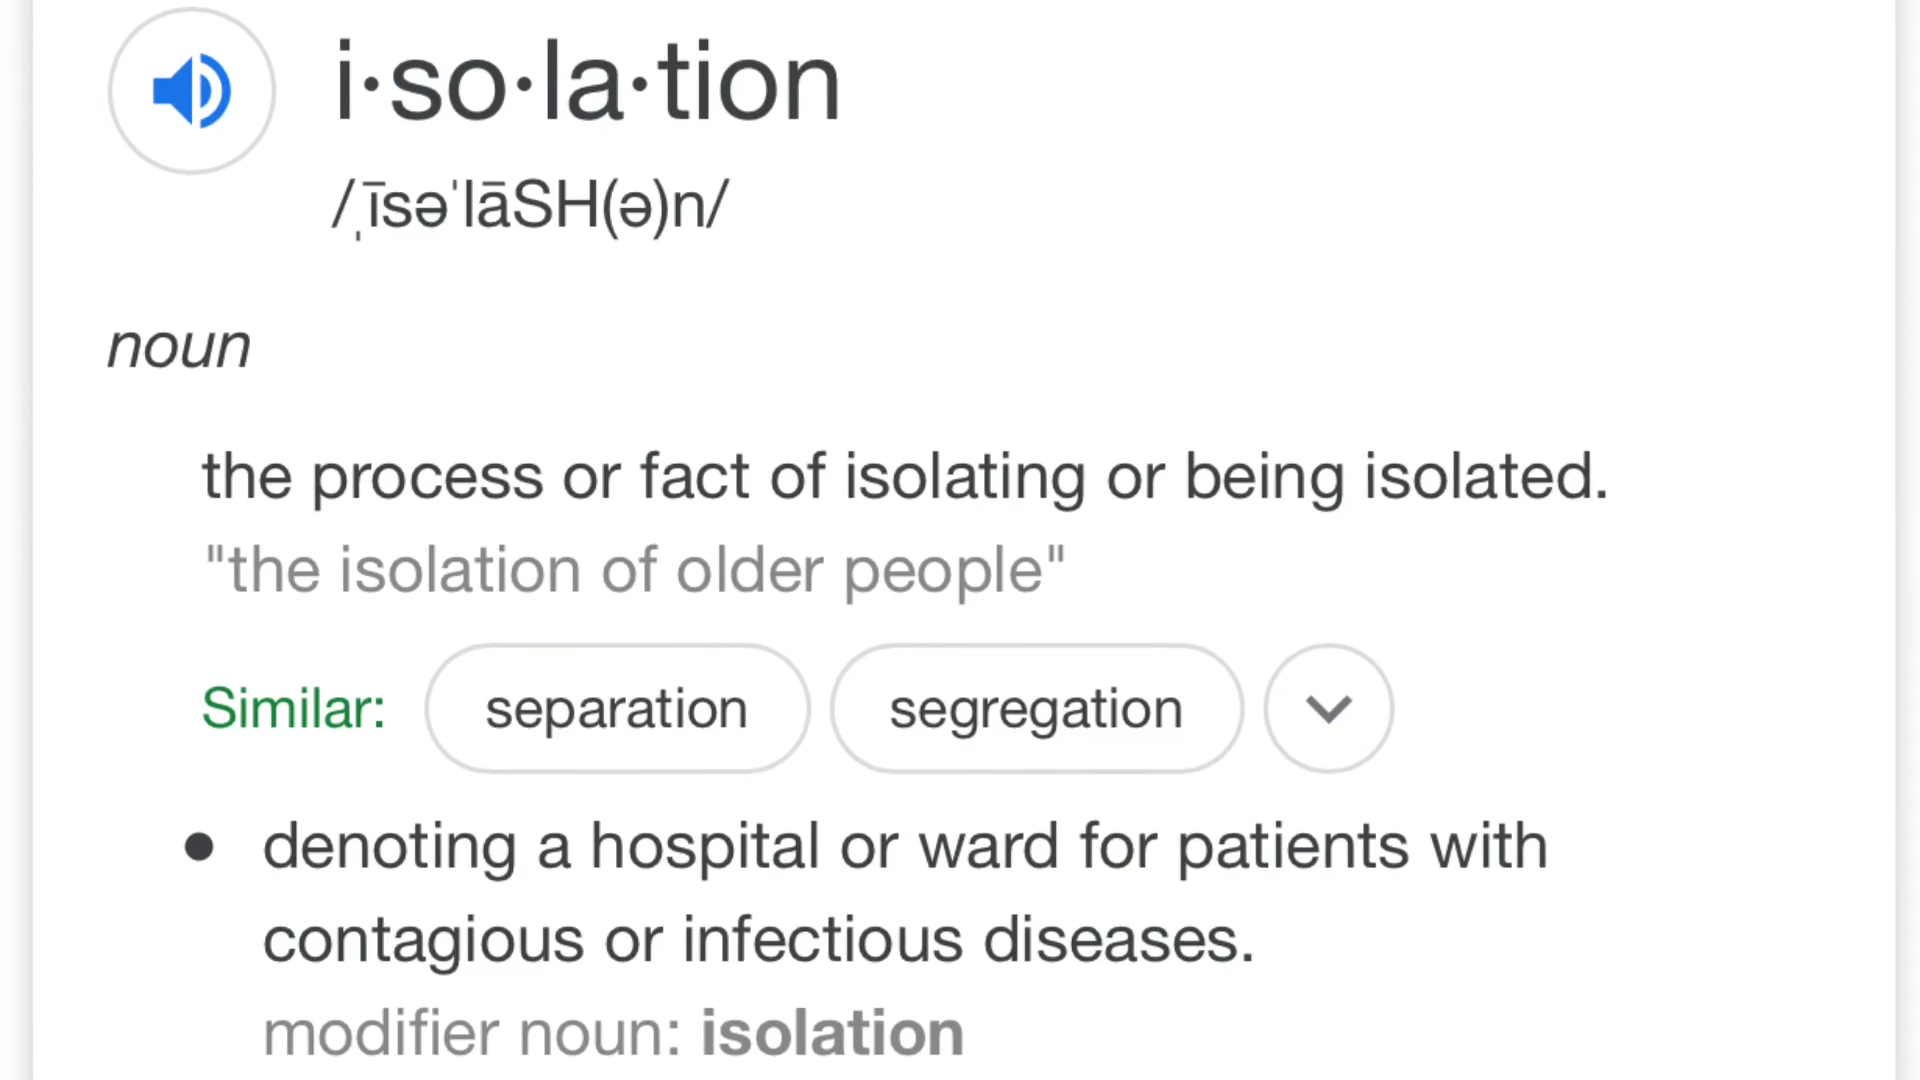 i·so·la·tion
/ˌīsəˈlāSH(ə)n/
noun
the process or fact of isolating or being isolated.
"the isolation of older people"
Similar: separation segregation
● denoting a hospital or ward for patients with
contagious or infectious diseases.
modifier noun: isolation